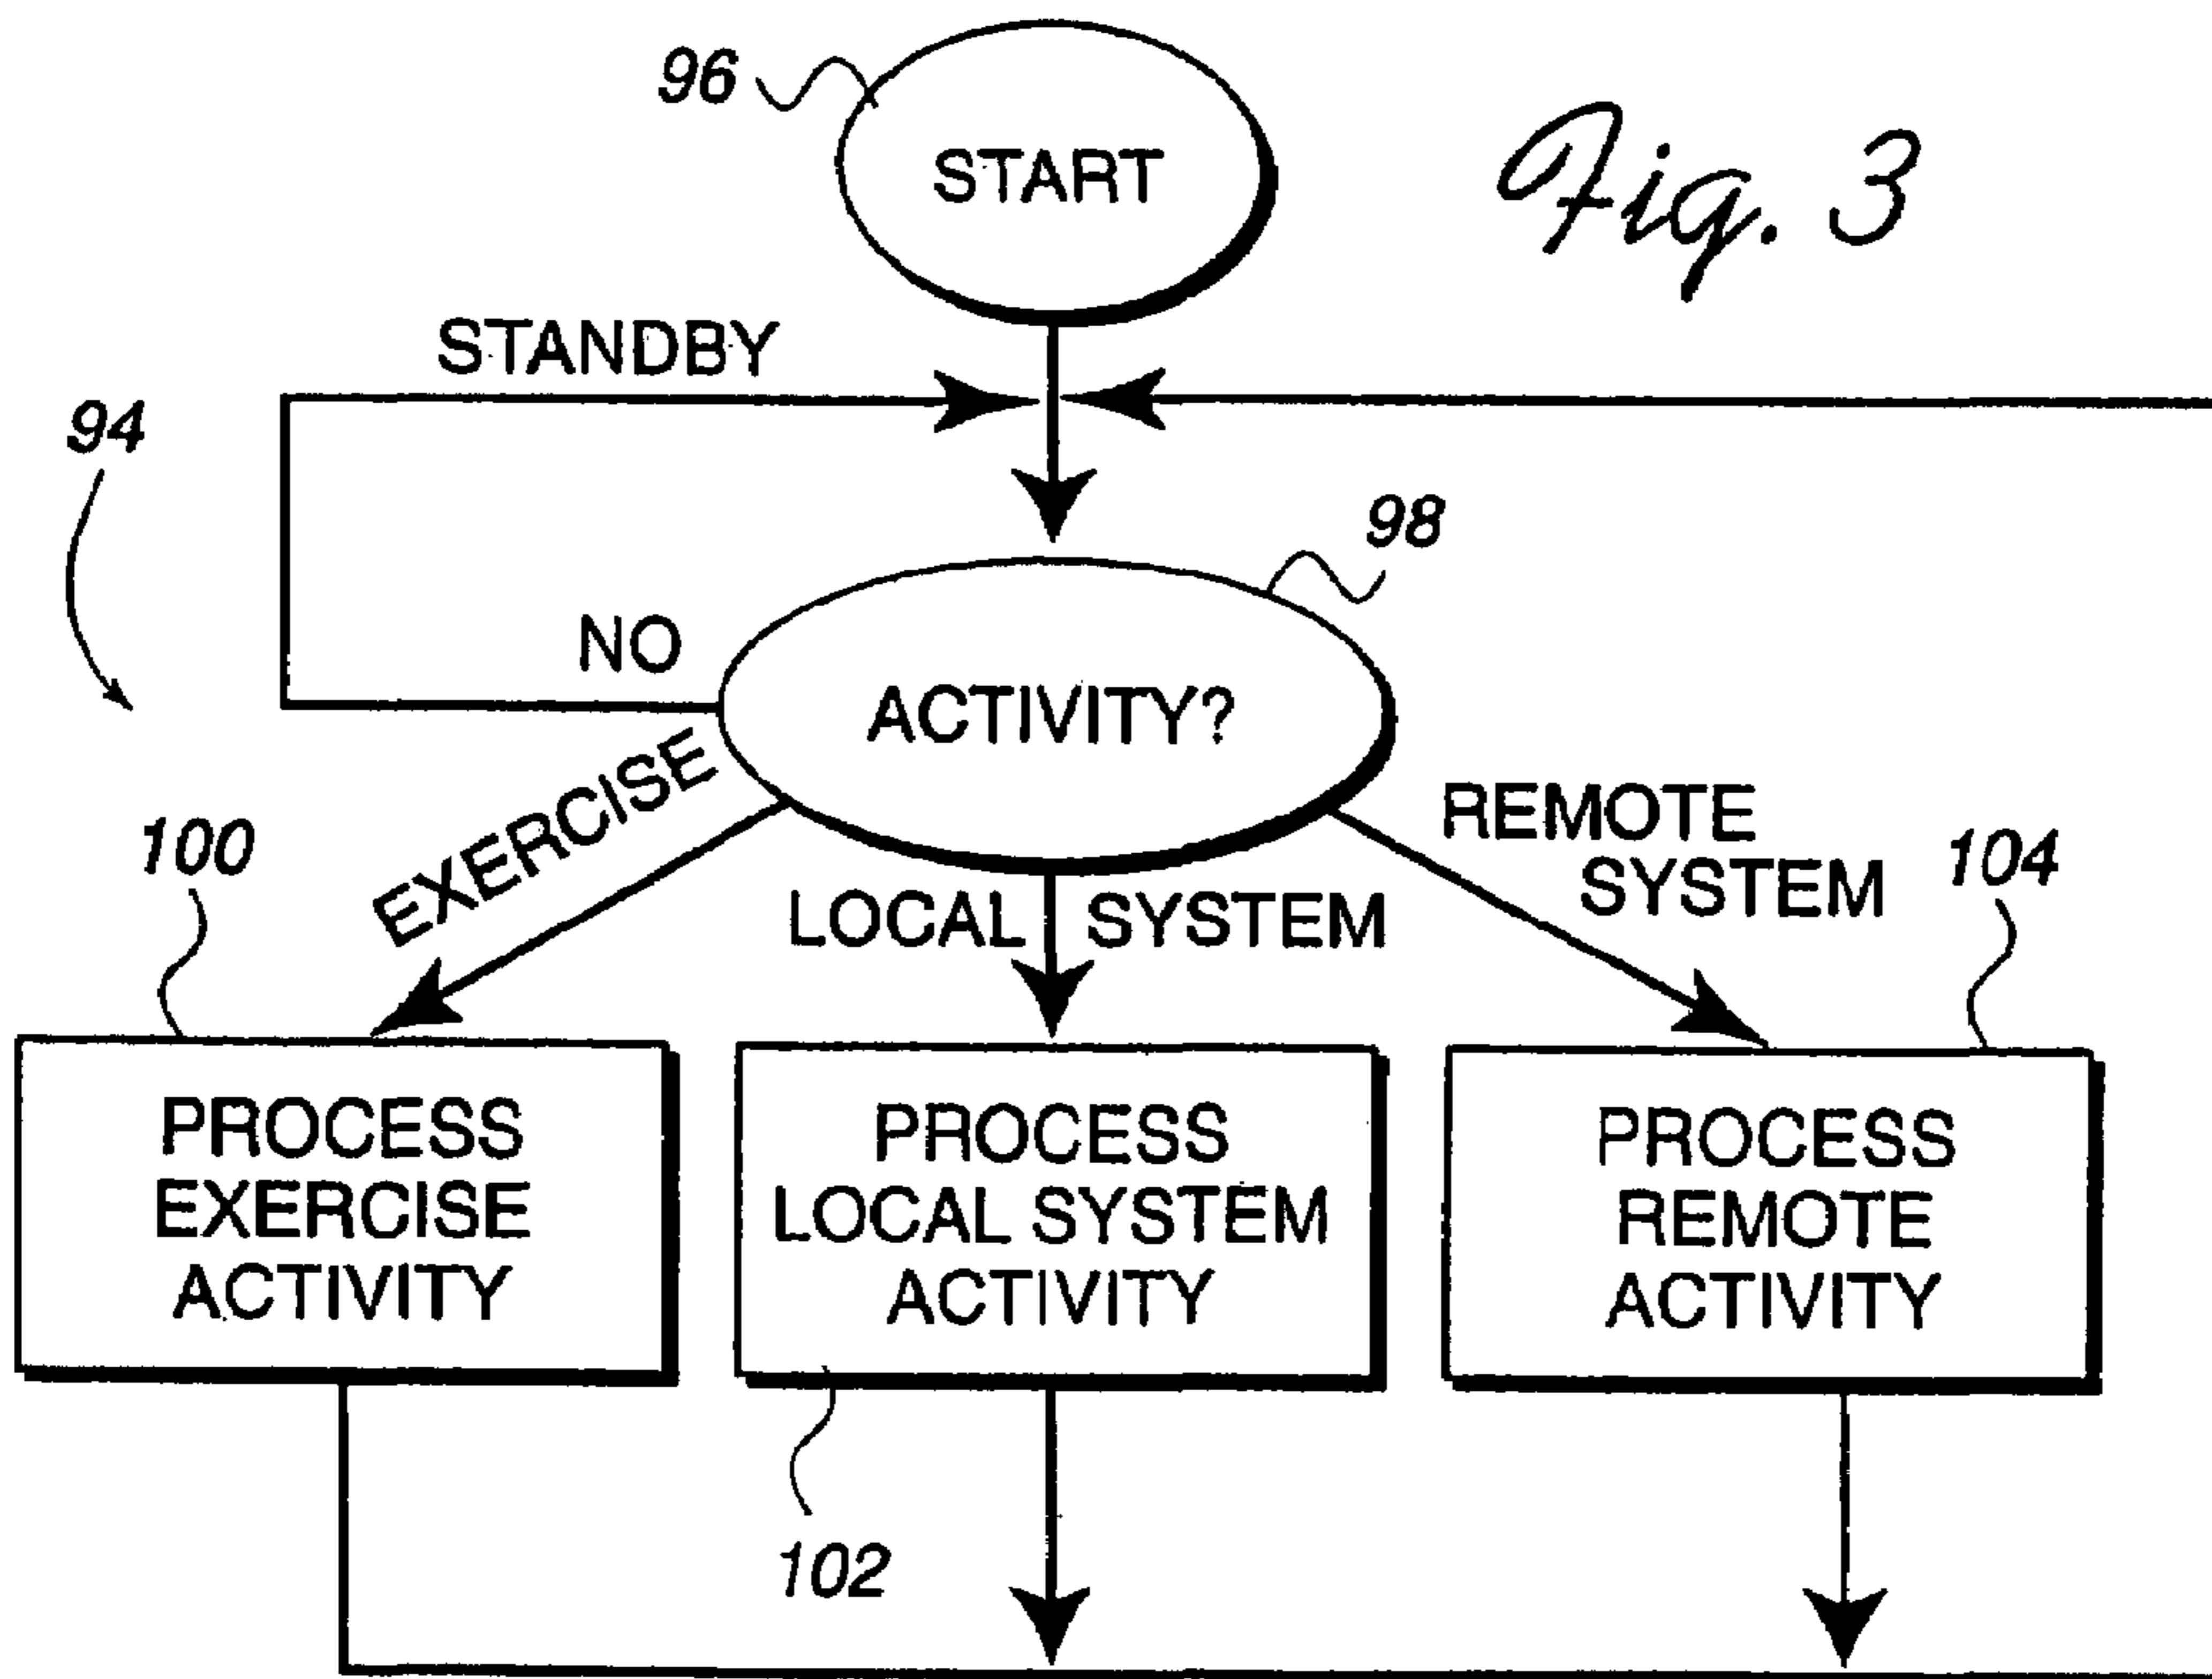 96
START
Fig. 3
STANDBY
94
98
NO
ACTIVITY?
EXERCISE
REMOTE
SYSTEM
100
LOCAL SYSTEM
104
PROCESS
EXERCISE
ACTIVITY
PROCESS
LOCAL SYSTEM
ACTIVITY
PROCESS
REMOTE
ACTIVITY
102